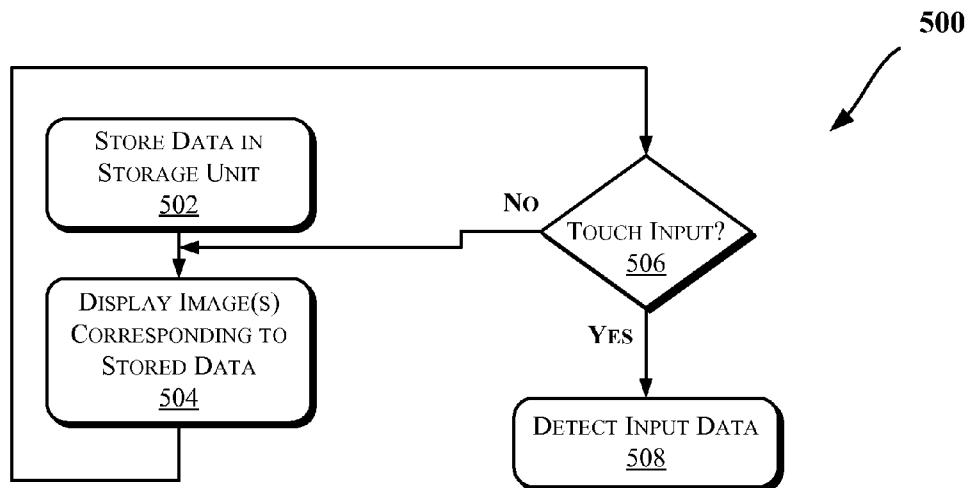 500
STORE DATA IN
STORAGE UNIT
502
NO
TOUCH INPUT?
506
DISPLAY IMAGE(S)
CORRESPONDING TO
STORED DATA
504
YES
DETECT INPUT DATA
508